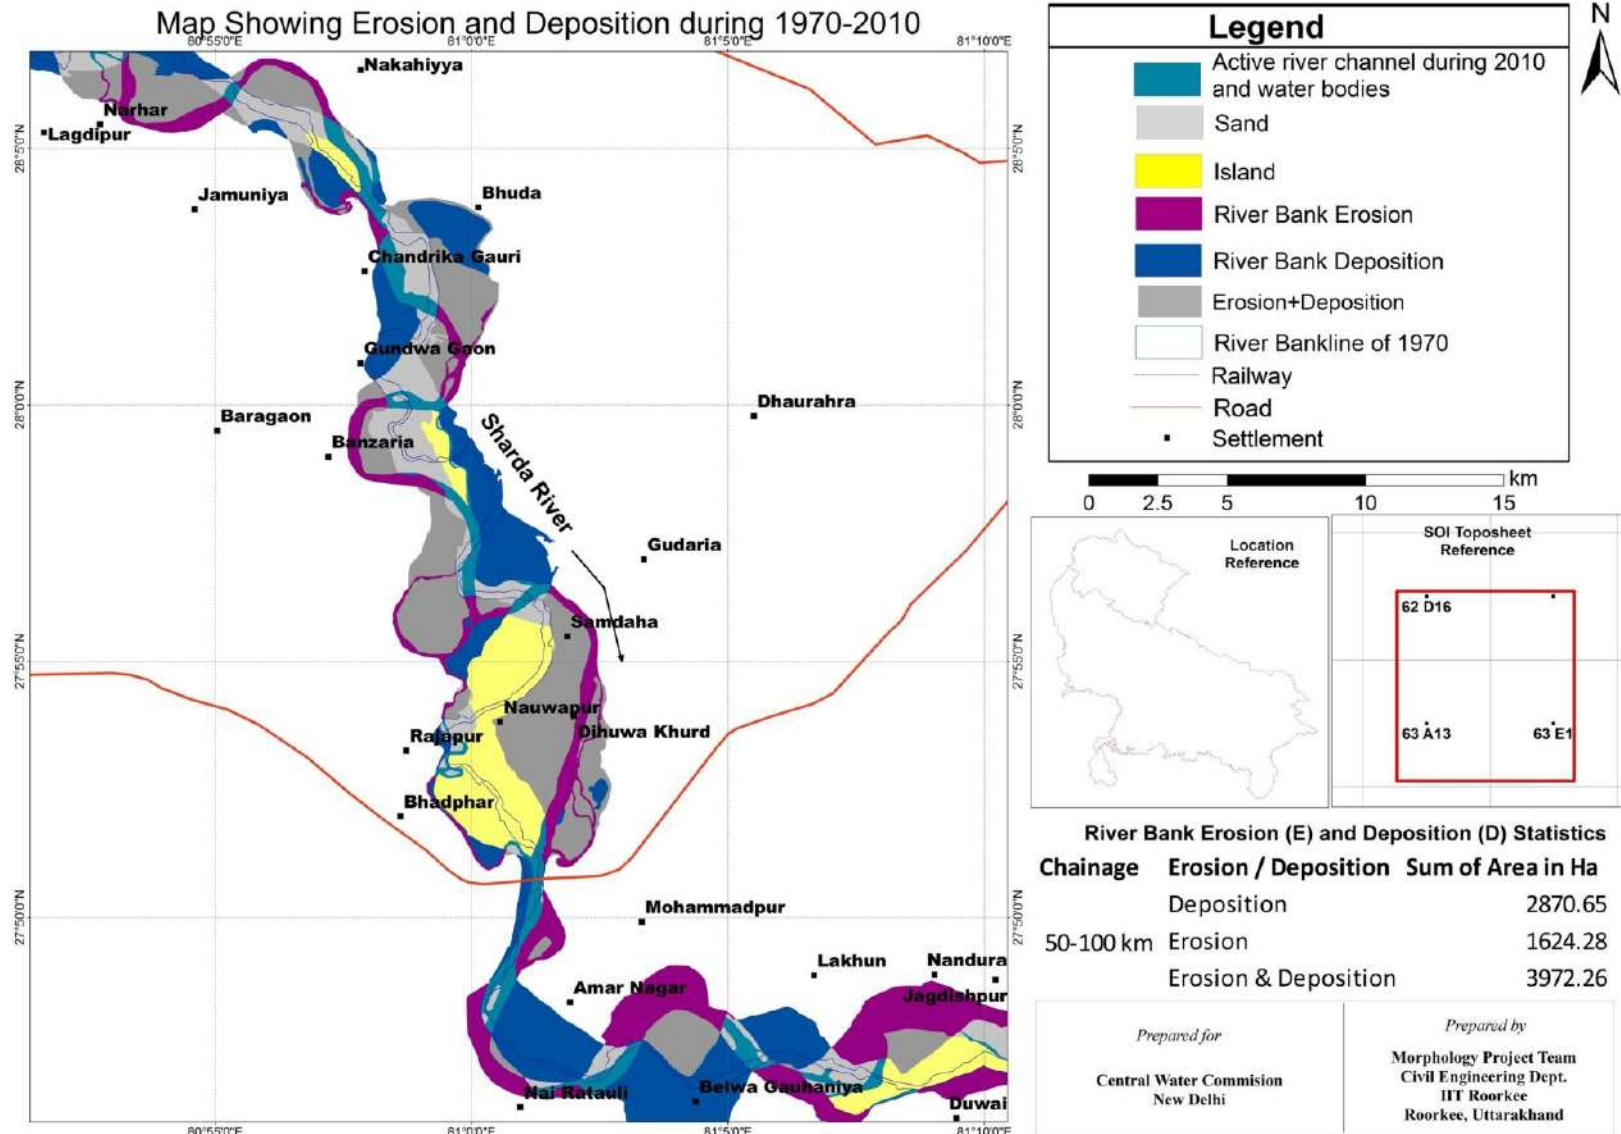 Map Showing Erosion and Deposition during 1970-2010
80°55'0"E
81°0'0"E
81°5'0"E
81°10'0"E
Nakahiyya
Narhar
Lagdipur
28°5'0"N
28°5'0"N
Jamuniya
Bhuda
Chandrika Gauri
Gundwa Gaon
28°0'0"N
28°0'0"N
Dhaurahra
Baragaon
Banzaria
Sharda River
Gudaria
Samdaha
27°55'0"N
27°55'0"N
Nauwapur
Dihuwa Khurd
Rajapur
Bhadphar
27°50'0"N
27°50'0"N
Mohammadpur
Lakhun
Nandura
Amar Nagar
Jagdishpur
Nai Ratauli
Belwa Gauhaniya
Duwai
80°55'0"E
81°0'0"E
81°5'0"E
81°10'0"E
N
Legend
Active river channel during 2010
and water bodies
Sand
Island
River Bank Erosion
River Bank Deposition
Erosion+Deposition
River Bankline of 1970
Railway
Road
Settlement
km
0 2.5 5 10 15
Location
Reference
SOI Toposheet
Reference
62 D16
63 A13
63 E1
River Bank Erosion (E) and Deposition (D) Statistics
Chainage Erosion / Deposition Sum of Area in Ha
Deposition 2870.65
50-100 km Erosion 1624.28
Erosion & Deposition 3972.26
Prepared for
Central Water Commision
New Delhi
Prepared by
Morphology Project Team
Civil Engineering Dept.
IIT Roorkee
Roorkee, Uttarakhand